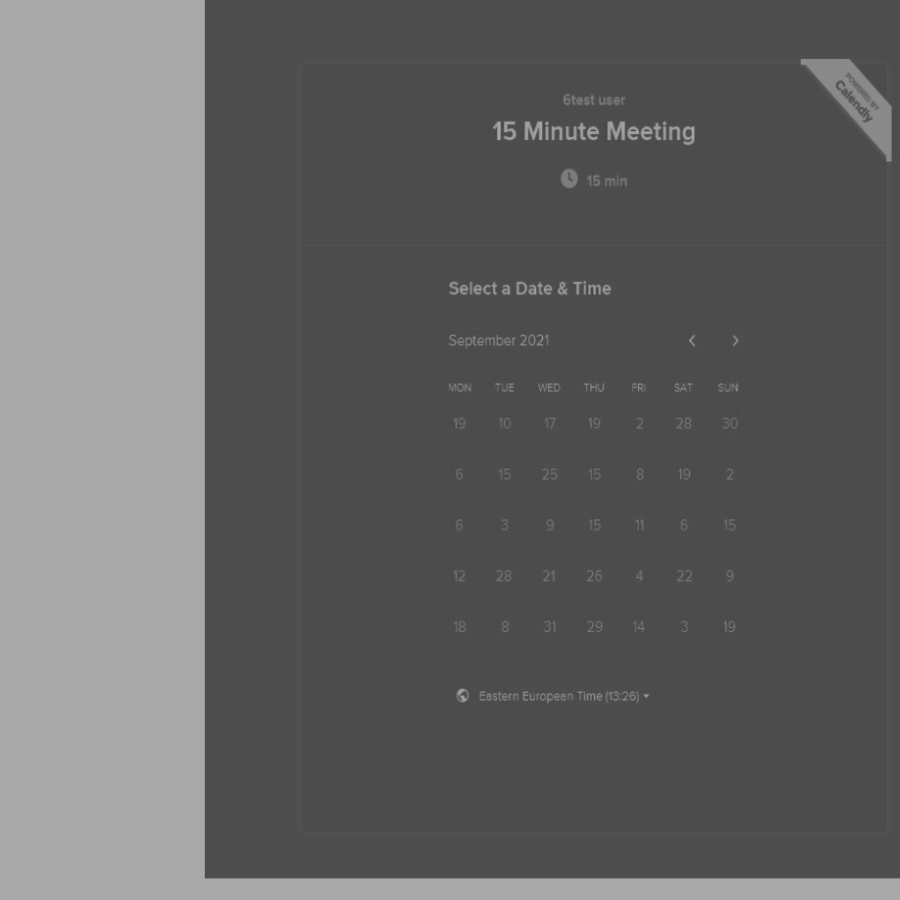 POWERED BY
Calendly
6test user
15 Minute Meeting
15 min
Select a Date & Time
September 2021
MON TUE WED THU FRI SAT SUN
19 10 17 19 2 28 30
6 15 25 15 8 19 2
6 3 9 15 11 6 15
12 28 21 26 4 22 9
18 8 31 29 14 3 19
Eastern European Time (13:26)